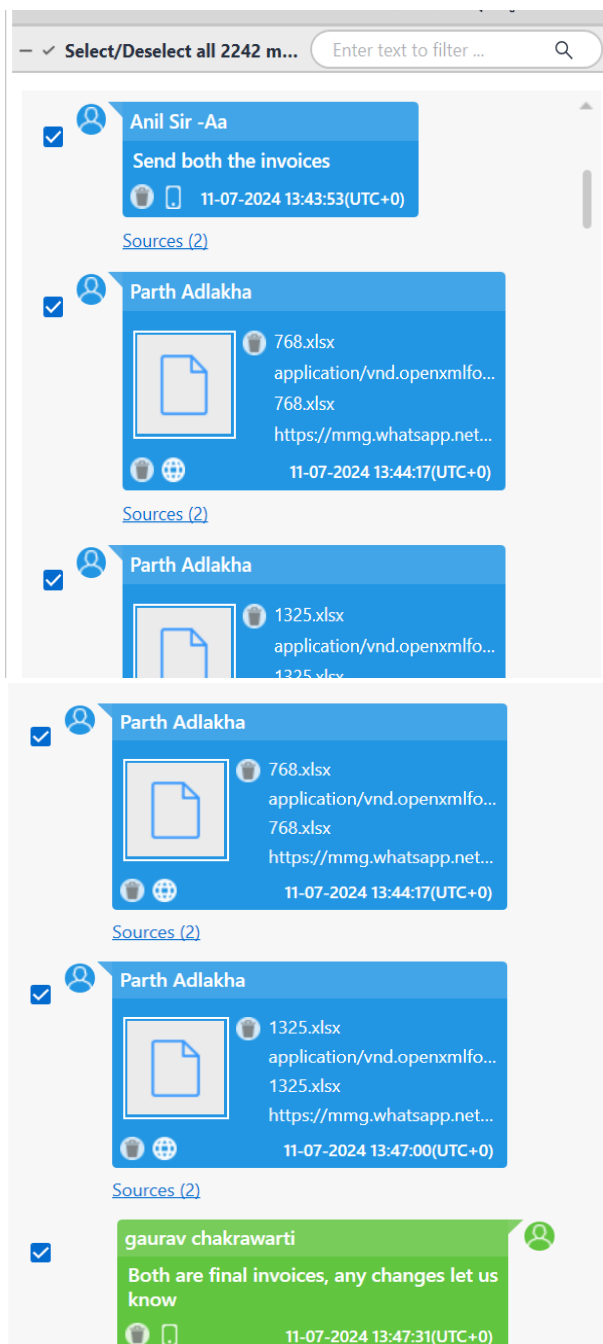 Select/Deselect all 2242 m...
Enter text to filter ...
Anil Sir -Aa
Send both the invoices
11-07-2024 13:43:53(UTC+0)
Sources (2)
Parth Adlakha
768.xlsx
application/vnd.openxmlfo...
768.xlsx
https://mmg.whatsapp.net...
11-07-2024 13:44:17(UTC+0)
Sources (2)
Parth Adlakha
1325.xlsx
application/vnd.openxmlfo...
1325.xlsx
Parth Adlakha
768.xlsx
application/vnd.openxmlfo...
768.xlsx
https://mmg.whatsapp.net...
11-07-2024 13:44:17(UTC+0)
Sources (2)
Parth Adlakha
1325.xlsx
application/vnd.openxmlfo...
1325.xlsx
https://mmg.whatsapp.net...
11-07-2024 13:47:00(UTC+0)
Sources (2)
gaurav chakrawarti
Both are final invoices, any changes let us
know
11-07-2024 13:47:31(UTC+0)